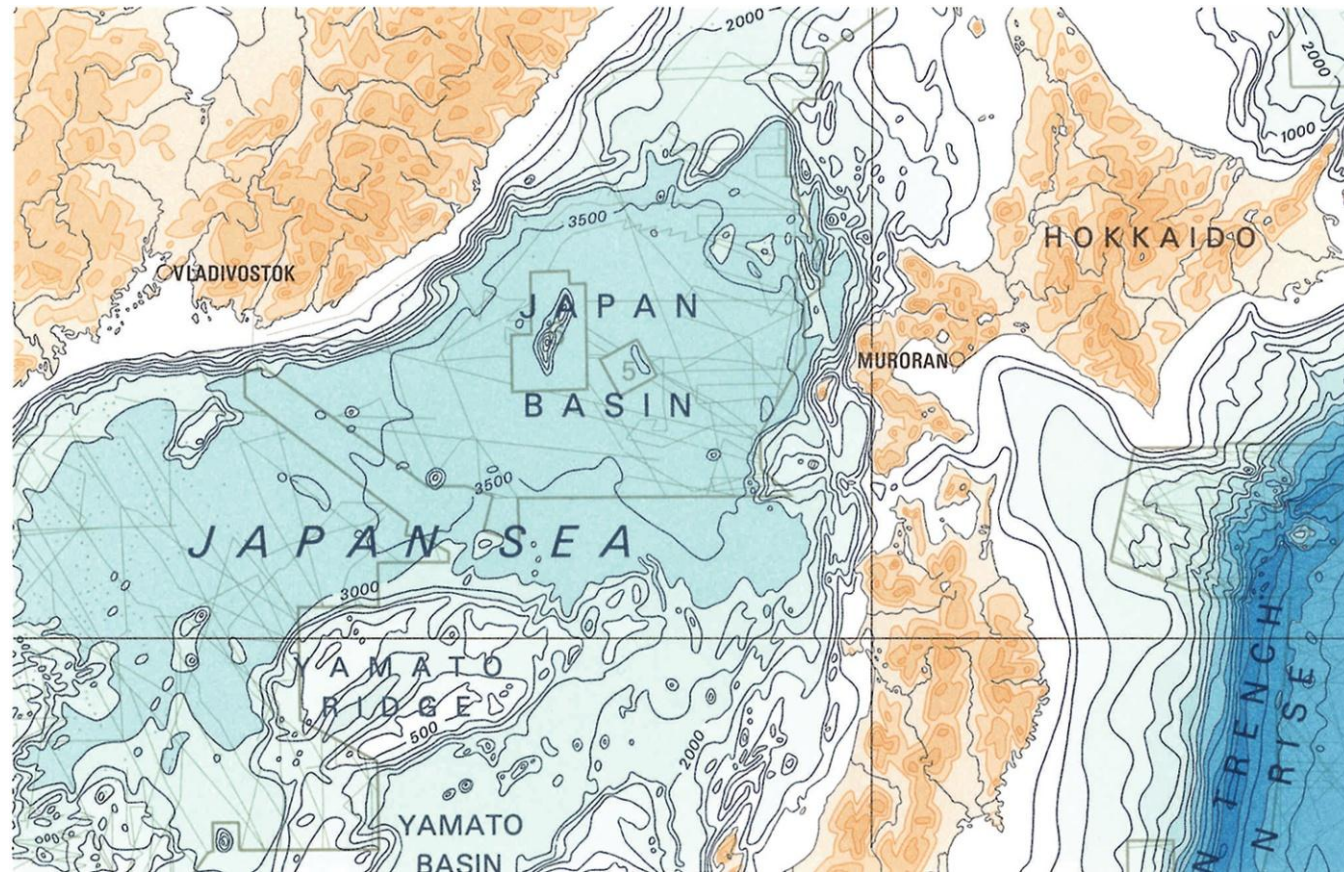 2000
2000
1000
3500
HOKKAIDO
VLADIVOSTOK
JAPAN
MURORAN
5
BASIN
3500
JAPAN SEA
3000
YAMATO
RIDGE
500
2000
YAMATO
BASIN
N TRENCH
N RISE